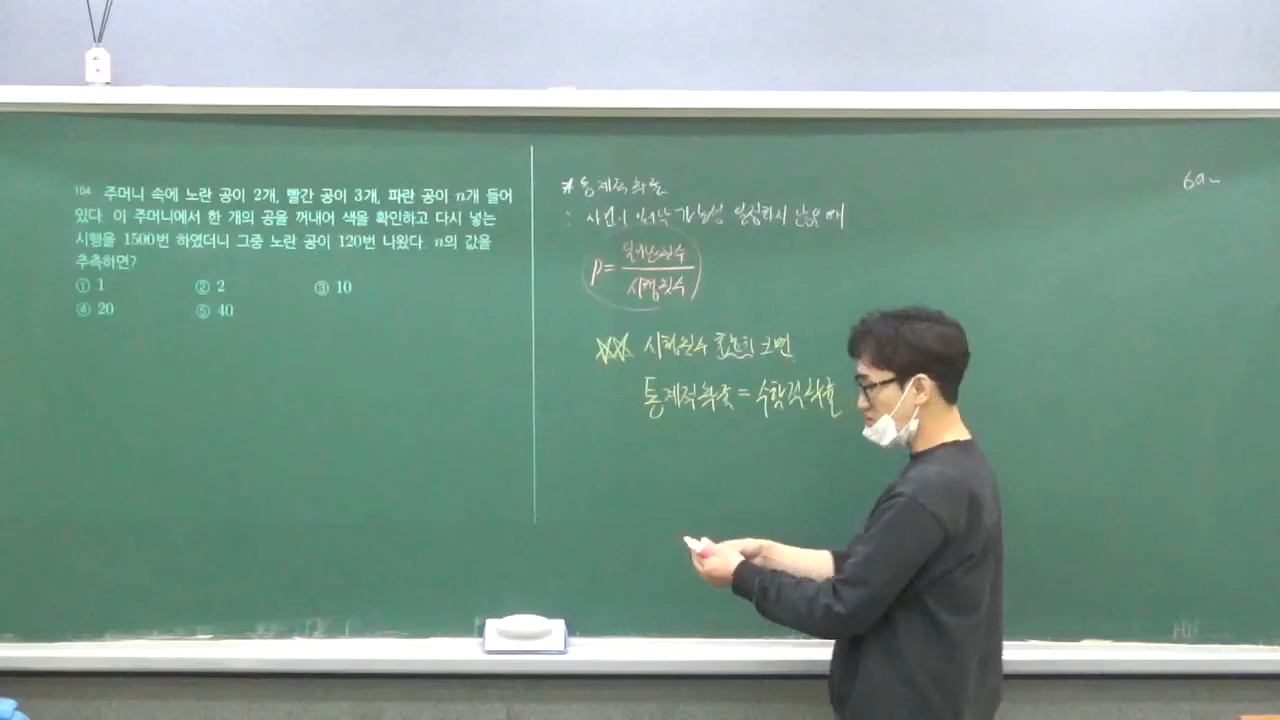 104 주머니 속에 노란 공이 2개, 빨간 공이 3개, 파란 공이 n개 들어
있다. 이 주머니에서 한 개의 공을 꺼내어 색을 확인하고 다시 넣는
시행을 1500번 하였더니 그중 노란 공이 120번 나왔다. n의 값을
추측하면?
① 1 ② 2 ③ 10
④ 20 ⑤ 40
* 통계적 확률
: 사건이 일어날 가능성 일정하지 않을 때
P = 일어난 횟수
시행횟수
시행횟수 충분히 크면
통계적 확률 = 수학적 확률